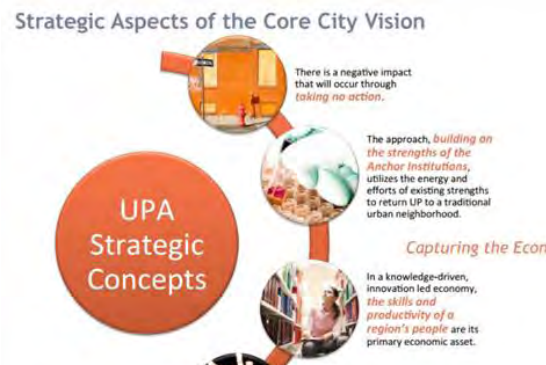 Strategic Aspects of the Core City Vision
There is a negative impact
that will occur through
taking no action.
The approach, building on
the strengths of the
Anchor Institutions,
utilizes the energy and
efforts of existing strengths
to return UP to a traditional
urban neighborhood.
UPA
Strategic
Concepts
Capturing the Econ
In a knowledge-driven,
innovation led economy,
the skills and
productivity of a
region's people are its
primary economic asset.